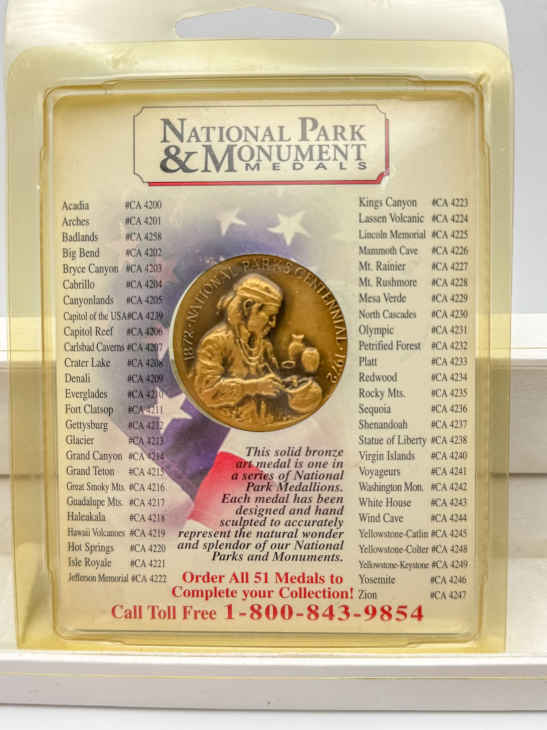 NATIONAL PARK
& MONUMENT
MEDALS
Acadia #CA 4200
Arches #CA 4201
Badlands #CA 4258
Big Bend #CA 4202
Bryce Canyon #CA 4203
Cabrillo #CA 4204
Canyonlands #CA 4205
Capitol of the USA #CA 4239
Capitol Reef #CA 4206
Carlsbad Caverns #CA 4207
Crater Lake #CA 4208
Denali #CA 4209
Everglades #CA 4210
Fort Clatsop #CA 4211
Gettysburg #CA 4212
Glacier #CA 4213
Grand Canyon #CA 4214
Grand Teton #CA 4215
Great Smoky Mts. #CA 4216
Guadalupe Mts. #CA 4217
Haleakala #CA 4218
Hawaii Volcanoes #CA 4219
Hot Springs #CA 4220
Isle Royale #CA 4221
Jefferson Memorial #CA 4222
1872 · NATIONAL PARKS CENTENNIAL · 1972
This solid bronze
art medal is one in
a series of National
Park Medallions.
Each medal has been
designed and hand
sculpted to accurately
represent the natural wonder
and splendor of our National
Parks and Monuments.
Kings Canyon #CA 4223
Lassen Volcanic #CA 4224
Lincoln Memorial #CA 4225
Mammoth Cave #CA 4226
Mt. Rainier #CA 4227
Mt. Rushmore #CA 4228
Mesa Verde #CA 4229
North Cascades #CA 4230
Olympic #CA 4231
Petrified Forest #CA 4232
Platt #CA 4233
Redwood #CA 4234
Rocky Mts. #CA 4235
Sequoia #CA 4236
Shenandoah #CA 4237
Statue of Liberty #CA 4238
Virgin Islands #CA 4240
Voyageurs #CA 4241
Washington Mon. #CA 4242
White House #CA 4243
Wind Cave #CA 4244
Yellowstone-Catlin #CA 4245
Yellowstone-Colter #CA 4248
Yellowstone-Keystone #CA 4249
Yosemite #CA 4246
Zion #CA 4247
Order All 51 Medals to
Complete your Collection!
Call Toll Free 1-800-843-9854